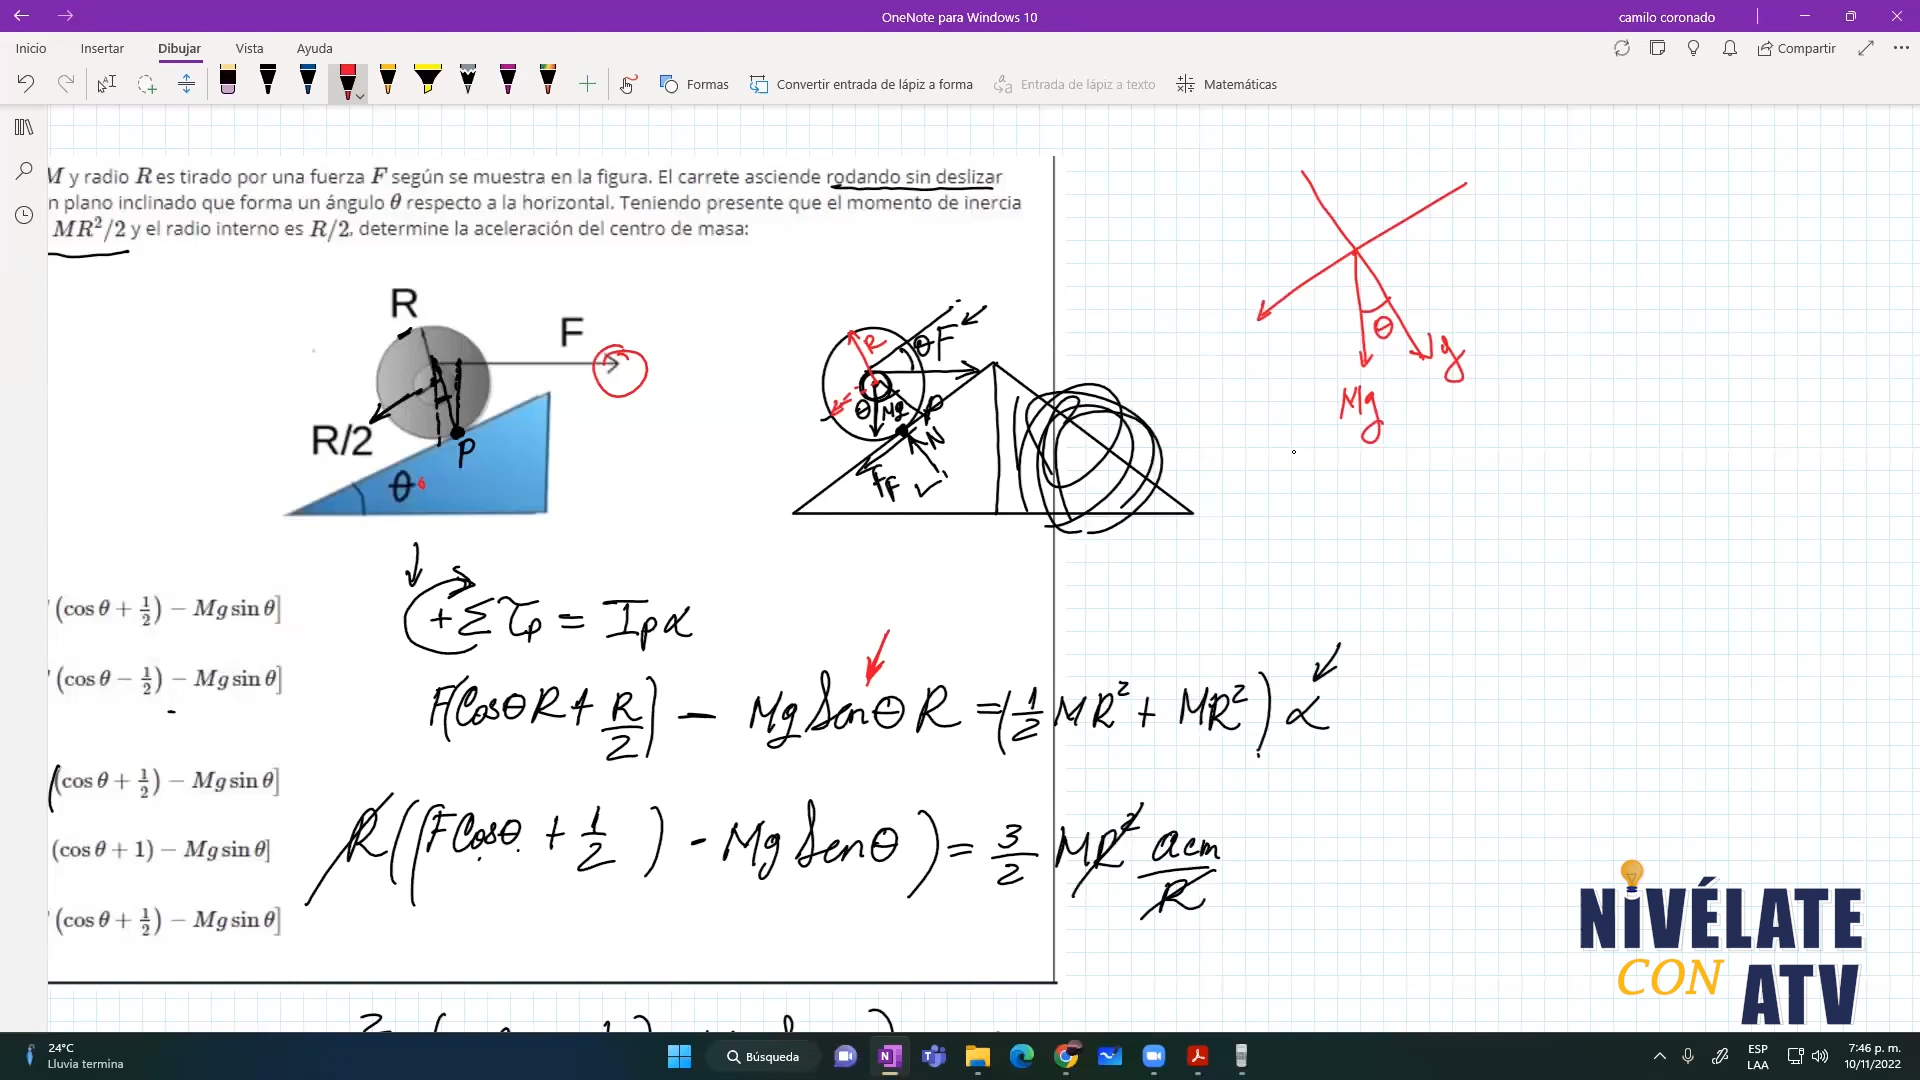 OneNote para Windows 10
camilo coronado
Inicio Insertar Dibujar Vista Ayuda
Compartir
Formas Convertir entrada de lápiz a forma Entrada de lápiz a texto Matemáticas
M y radio R es tirado por una fuerza F según se muestra en la figura. El carrete asciende rodando sin deslizar
n plano inclinado que forma un ángulo θ respecto a la horizontal. Teniendo presente que el momento de inercia
MR²/2 y el radio interno es R/2, determine la aceleración del centro de masa:
R
F
R/2
P
θ
R
θ F
θ Mg P
N
FF
θ
Mg
(cos θ + 1/2) − Mg sin θ]
+ Στp = Ipα
(cos θ − 1/2) − Mg sin θ]
F(Cosθ R + R/2) − Mg Senθ R = (1/2 MR² + MR²) α
(cos θ + 1/2) − Mg sin θ]
R((F Cosθ + 1/2) - Mg Senθ) = 3/2 MR² acm/R
(cos θ + 1) − Mg sin θ]
(cos θ + 1/2) − Mg sin θ]
NIVÉLATE
CON
ATV
24°C
Lluvia termina
Búsqueda
ESP
LAA
7:46 p. m.
10/11/2022